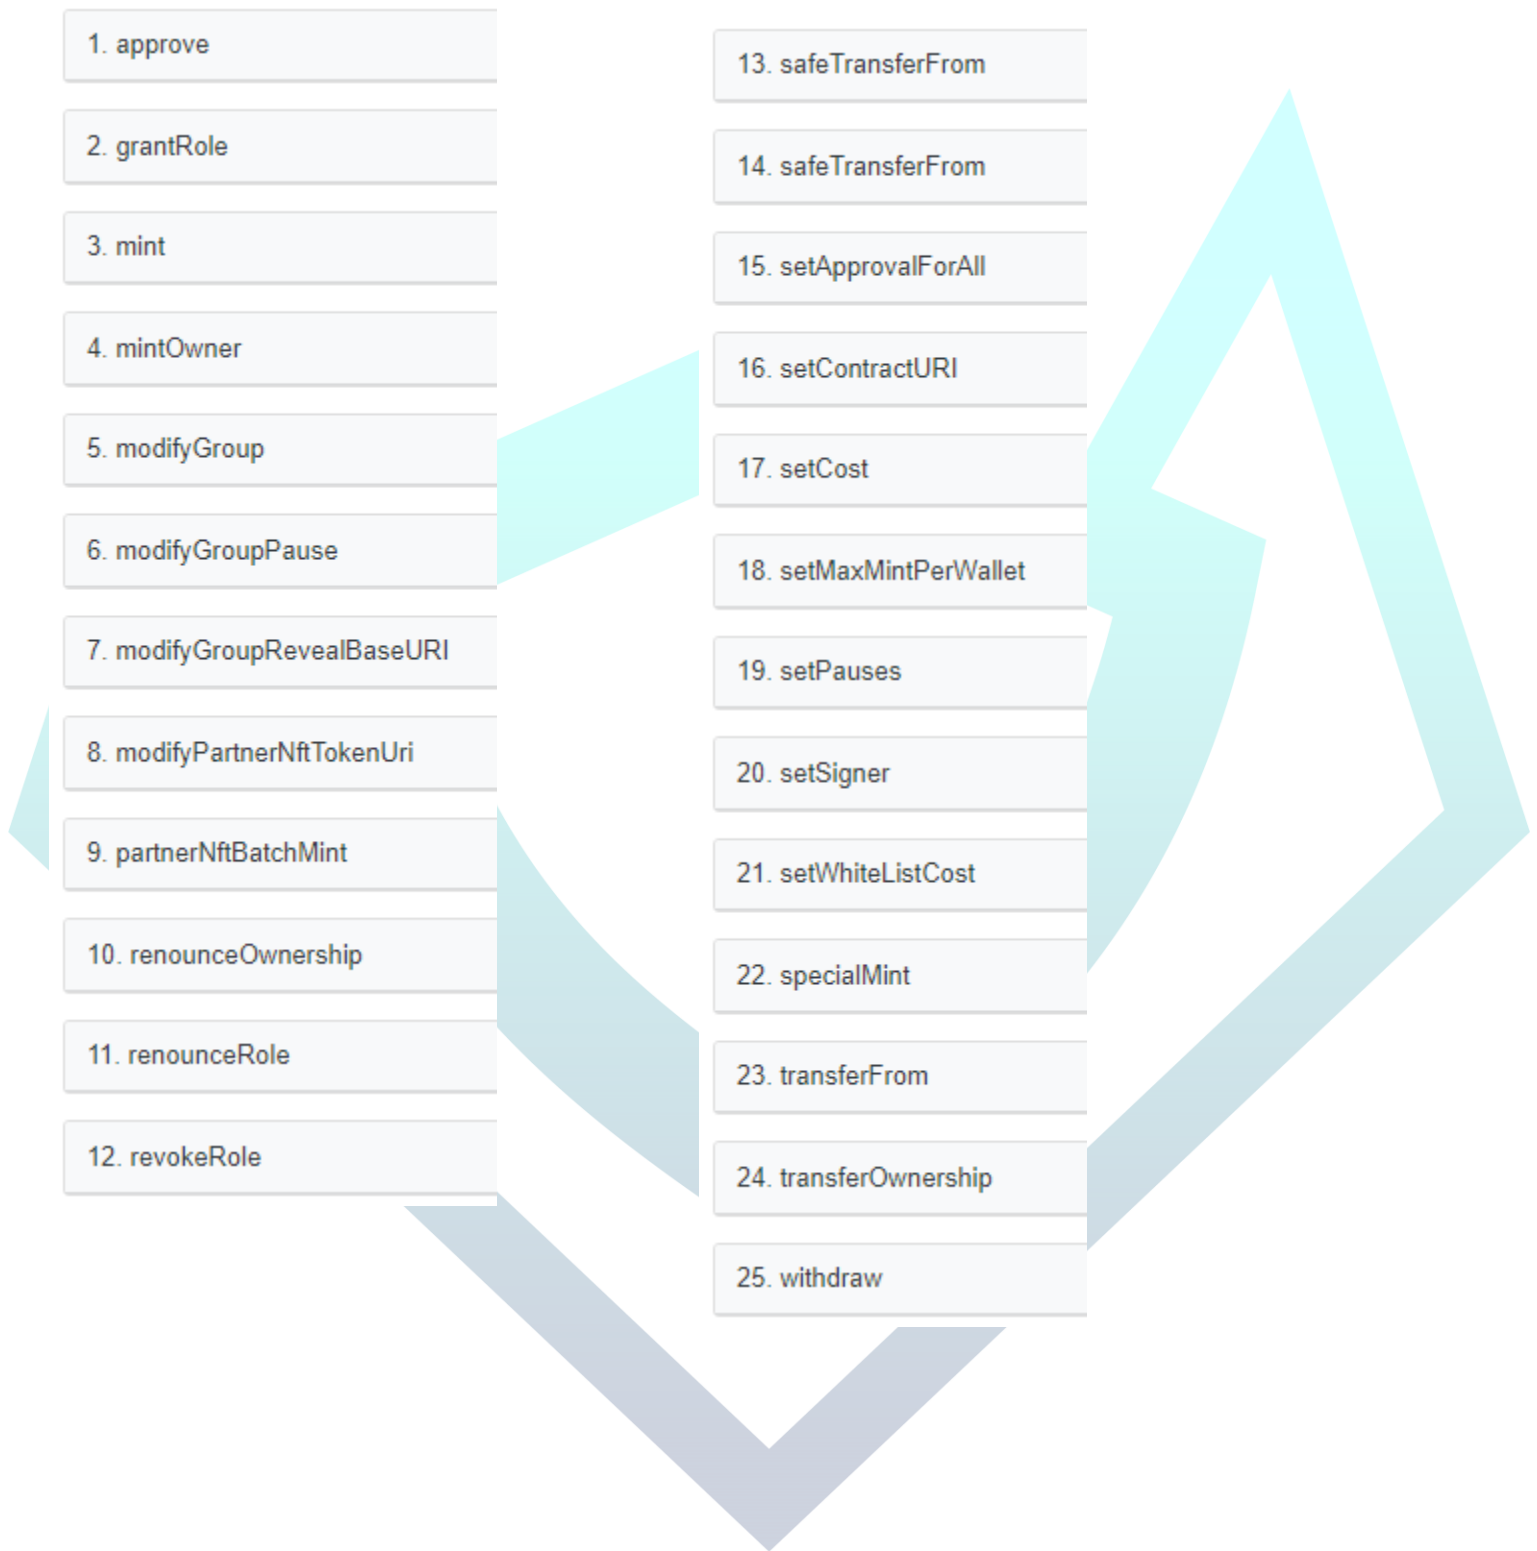 1. approve
2. grantRole
3. mint
4. mintOwner
5. modifyGroup
6. modifyGroupPause
7. modifyGroupRevealBaseURI
8. modifyPartnerNftTokenUri
9. partnerNftBatchMint
10. renounceOwnership
11. renounceRole
12. revokeRole
13. safeTransferFrom
14. safeTransferFrom
15. setApprovalForAll
16. setContractURI
17. setCost
18. setMaxMintPerWallet
19. setPauses
20. setSigner
21. setWhiteListCost
22. specialMint
23. transferFrom
24. transferOwnership
25. withdraw